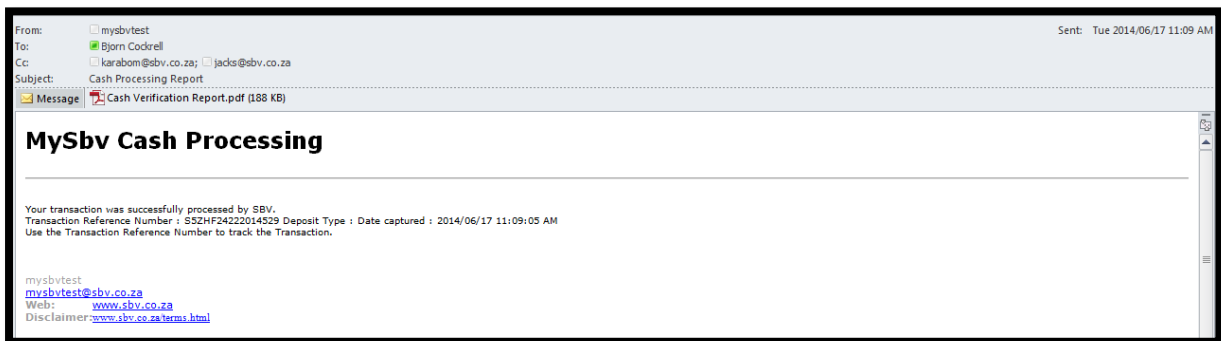 From: mysbvtest Sent: Tue 2014/06/17 11:09 AM
To: Bjorn Cockrell
Cc: karabom@sbv.co.za; jacks@sbv.co.za
Subject: Cash Processing Report
Message Cash Verification Report.pdf (188 KB)
MySbv Cash Processing
Your transaction was successfully processed by SBV.
Transaction Reference Number : S5ZHF24222014529 Deposit Type : Date captured : 2014/06/17 11:09:05 AM
Use the Transaction Reference Number to track the Transaction.
mysbvtest
mysbvtest@sbv.co.za
Web: www.sbv.co.za
Disclaimer:www.sbv.co.za/terms.html